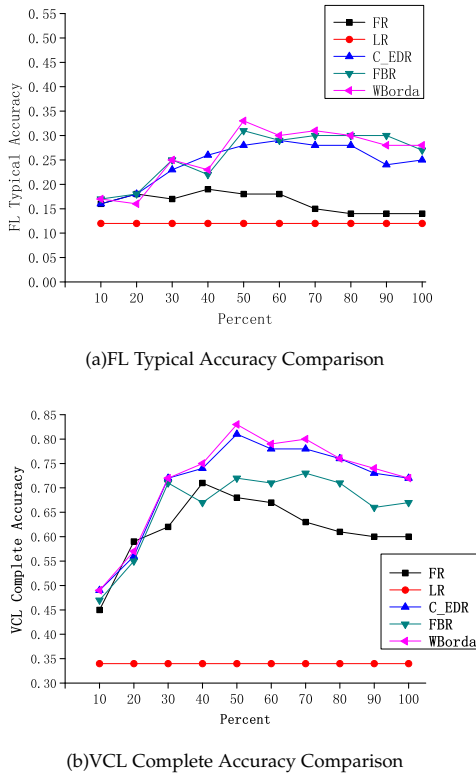 0.55
0.50
0.45
0.40
0.35
0.30
0.25
0.20
0.15
0.10
0.05
0.00
FL Typical Accuracy
FR
LR
C_EDR
FBR
WBorda
10 20 30 40 50 60 70 80 90 100
Percent
(a)FL Typical Accuracy Comparison
0.85
0.80
0.75
0.70
0.65
0.60
0.55
0.50
0.45
0.40
0.35
0.30
VCL Complete Accuracy
FR
LR
C_EDR
FBR
WBorda
10 20 30 40 50 60 70 80 90 100
Percent
(b)VCL Complete Accuracy Comparison